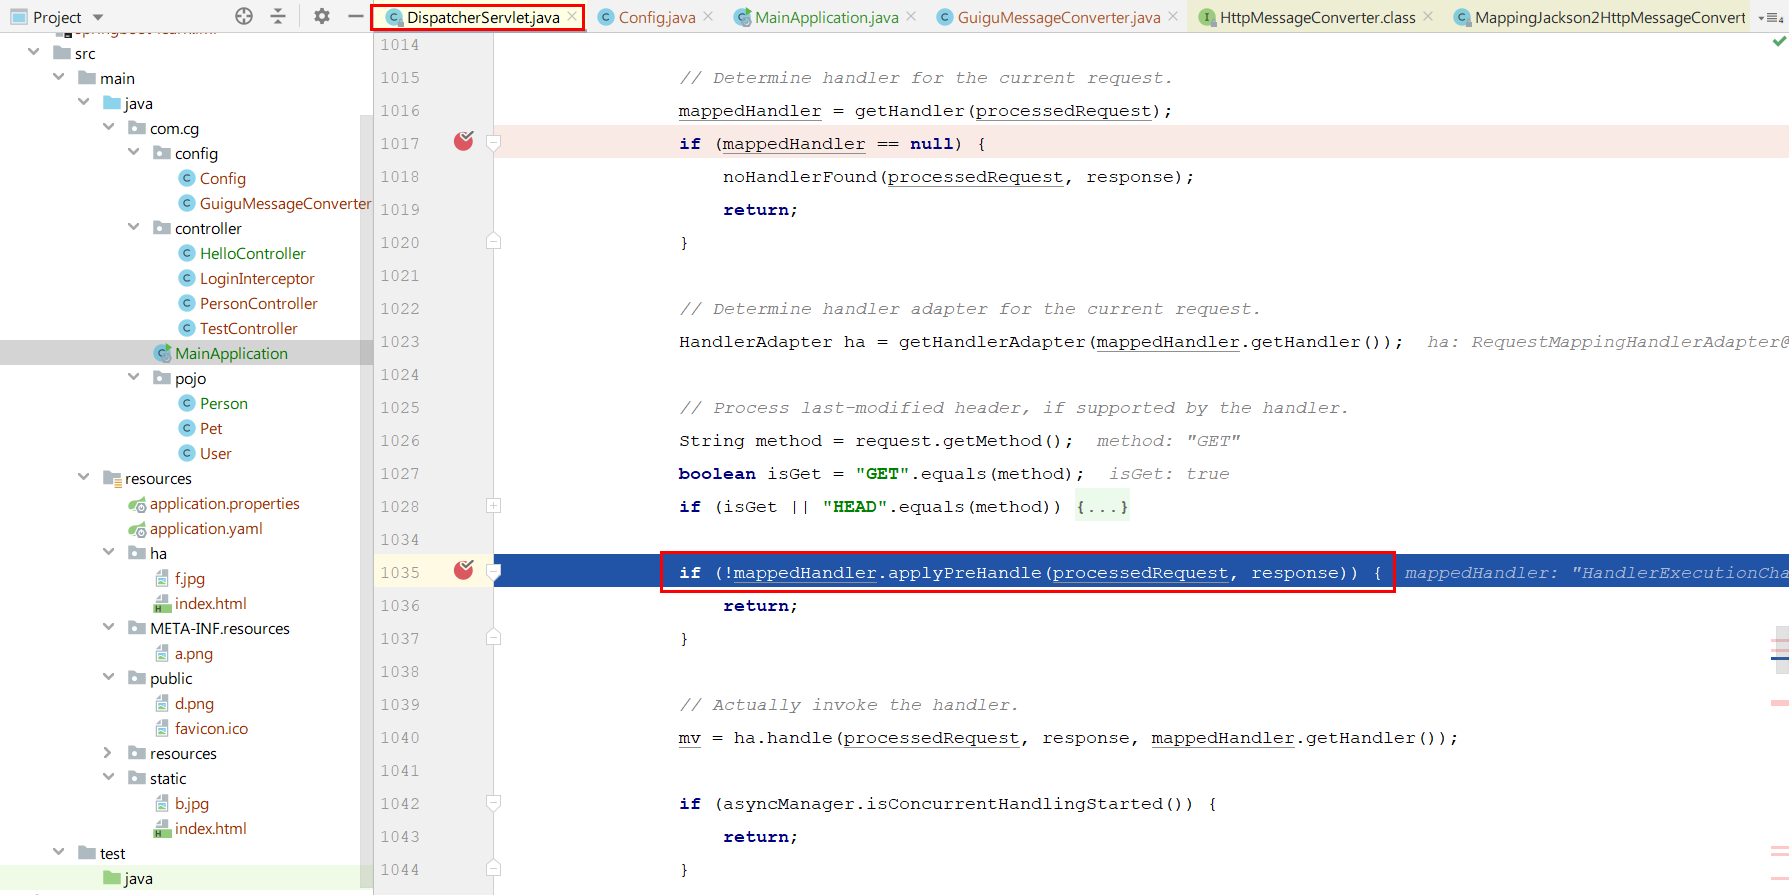 Project
DispatcherServlet.java
Config.java
MainApplication.java
GuiguMessageConverter.java
HttpMessageConverter.class
MappingJackson2HttpMessageConvert
4
src
main
java
com.cg
config
Config
GuiguMessageConverter
controller
HelloController
LoginInterceptor
PersonController
TestController
MainApplication
pojo
Person
Pet
User
resources
application.properties
application.yaml
ha
f.jpg
index.html
META-INF.resources
a.png
public
d.png
favicon.ico
resources
static
b.jpg
index.html
test
java
1014
1015 // Determine handler for the current request.
1016 mappedHandler = getHandler(processedRequest);
1017 if (mappedHandler == null) {
1018 noHandlerFound(processedRequest, response);
1019 return;
1020 }
1021
1022 // Determine handler adapter for the current request.
1023 HandlerAdapter ha = getHandlerAdapter(mappedHandler.getHandler()); ha: RequestMappingHandlerAdapter@
1024
1025 // Process last-modified header, if supported by the handler.
1026 String method = request.getMethod(); method: "GET"
1027 boolean isGet = "GET".equals(method); isGet: true
1028 if (isGet || "HEAD".equals(method)) {...}
1034
1035 if (!mappedHandler.applyPreHandle(processedRequest, response)) { mappedHandler: "HandlerExecutionCha
1036 return;
1037 }
1038
1039 // Actually invoke the handler.
1040 mv = ha.handle(processedRequest, response, mappedHandler.getHandler());
1041
1042 if (asyncManager.isConcurrentHandlingStarted()) {
1043 return;
1044 }